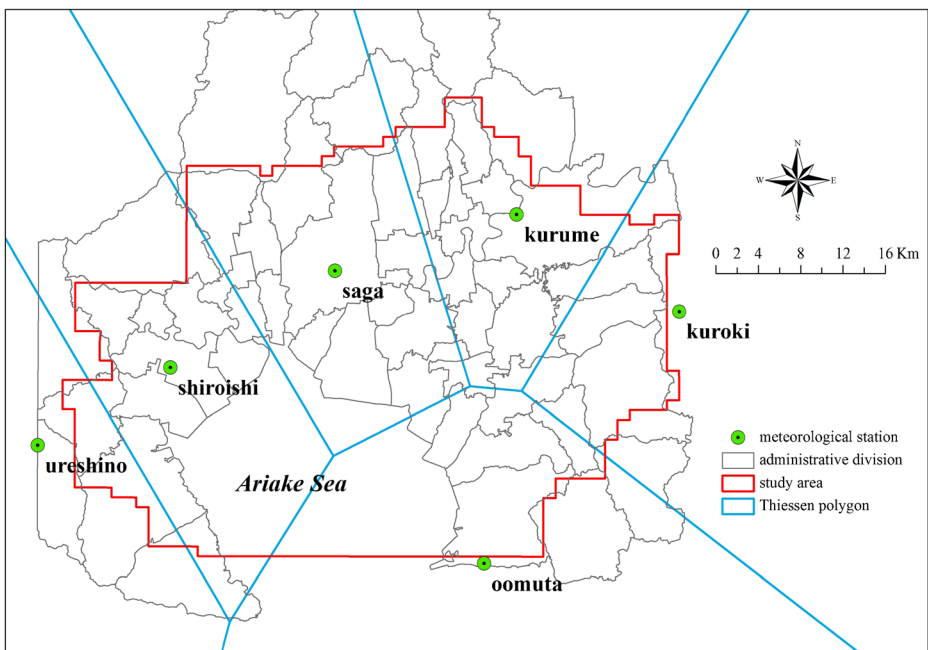 N
W E
S
kurume
0 2 4 8 12 16 Km
saga
kuroki
shiroishi
meteorological station
ureshino
administrative division
Ariake Sea
study area
Thiessen polygon
oomuta